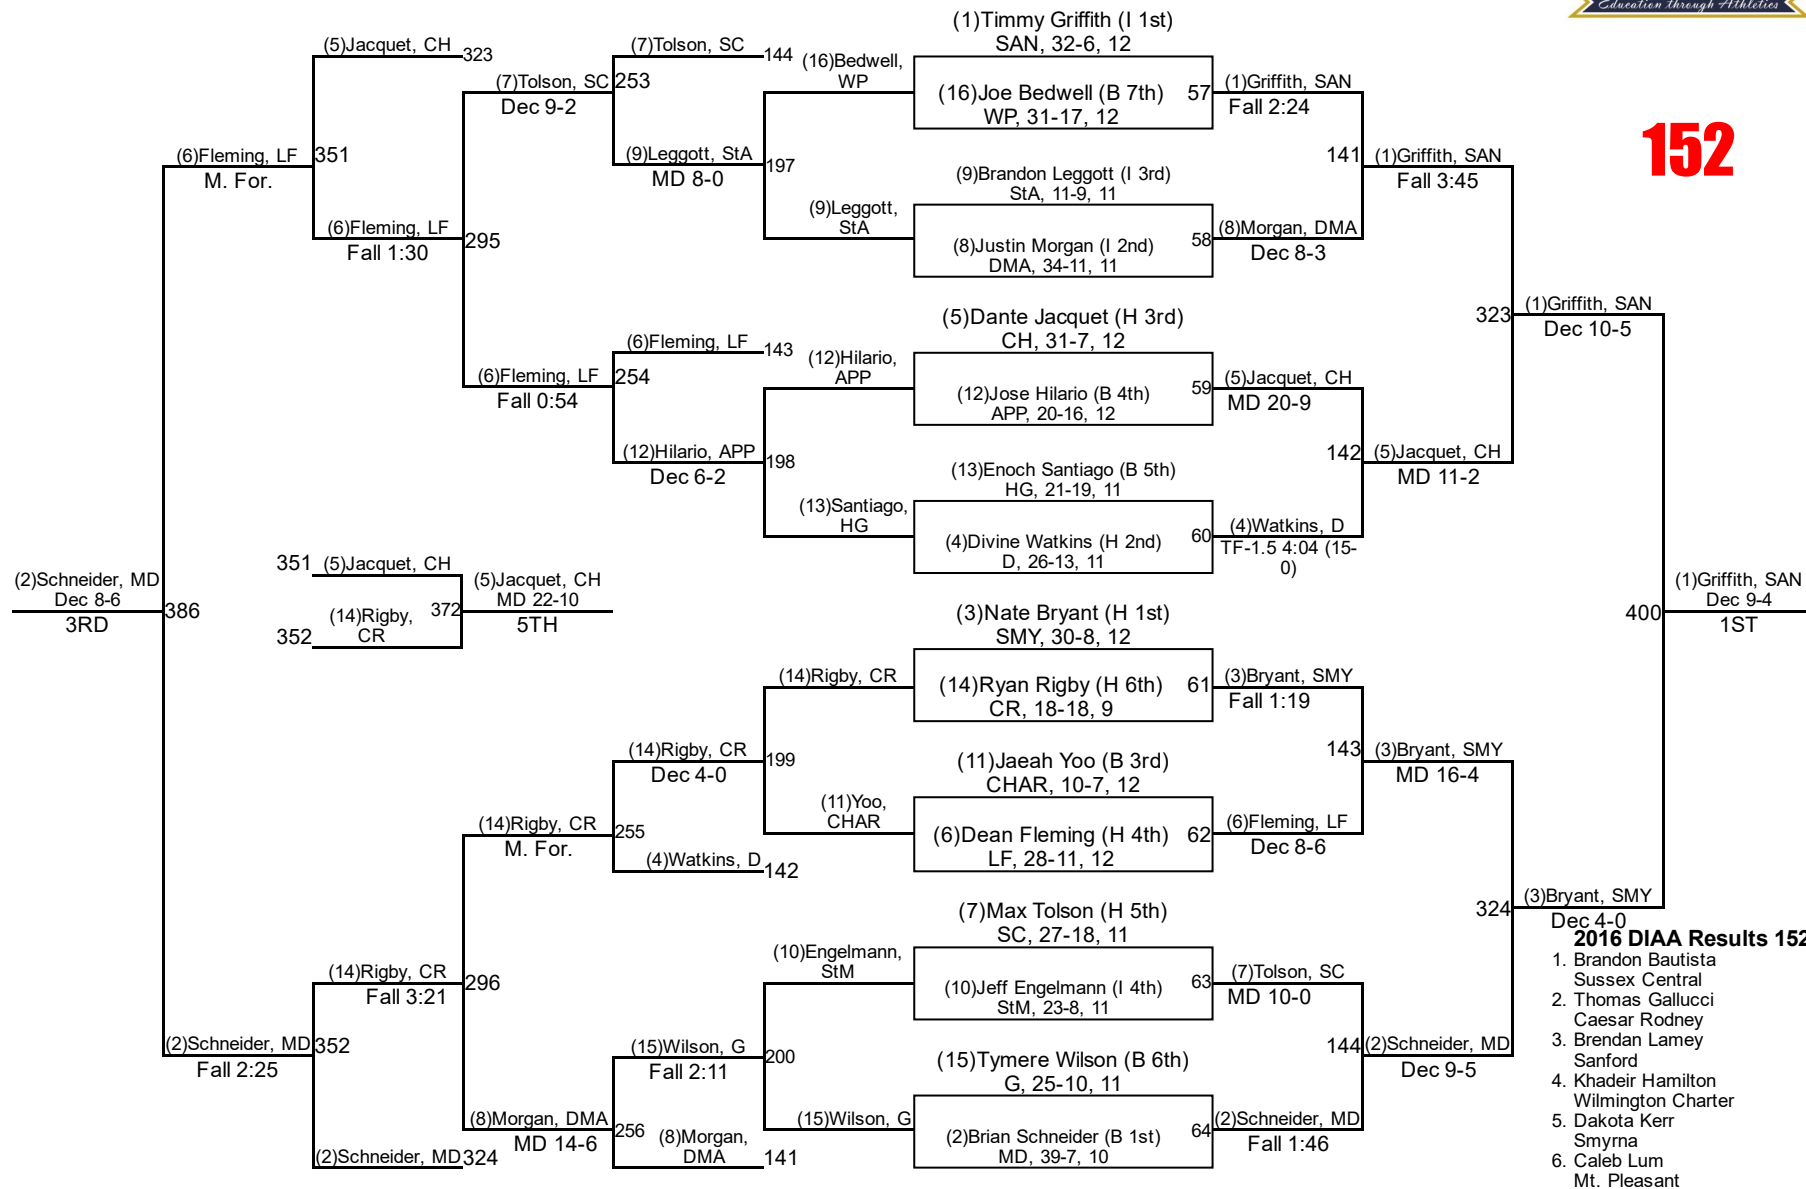 Education through Athletics
152
(5)Jacquet, CH
323
(6)Fleming, LF
M. For.
351
(6)Fleming, LF
Fall 1:30
295
(7)Tolson, SC
Dec 9-2
253
(7)Tolson, SC
144
(9)Leggott, StA
MD 8-0
197
(16)Bedwell,
WP
(9)Leggott,
StA
(6)Fleming, LF
Fall 0:54
254
(6)Fleming, LF
143
(12)Hilario, APP
Dec 6-2
198
(12)Hilario,
APP
(13)Santiago,
HG
(2)Schneider, MD
Dec 8-6
3RD
386
351
(5)Jacquet, CH
352
(14)Rigby,
CR
372
(5)Jacquet, CH
MD 22-10
5TH
(14)Rigby, CR
(14)Rigby, CR
Dec 4-0
199
(11)Yoo,
CHAR
(14)Rigby, CR
M. For.
255
(4)Watkins, D
142
(14)Rigby, CR
Fall 3:21
296
(2)Schneider, MD
Fall 2:25
352
(2)Schneider, MD
324
(8)Morgan, DMA
MD 14-6
256
(15)Wilson, G
Fall 2:11
200
(8)Morgan,
DMA
141
(10)Engelmann,
StM
(15)Wilson, G
(1)Timmy Griffith (I 1st)
SAN, 32-6, 12
(16)Joe Bedwell (B 7th)
WP, 31-17, 12
57
(9)Brandon Leggott (I 3rd)
StA, 11-9, 11
(8)Justin Morgan (I 2nd)
DMA, 34-11, 11
58
(5)Dante Jacquet (H 3rd)
CH, 31-7, 12
(12)Jose Hilario (B 4th)
APP, 20-16, 12
59
(13)Enoch Santiago (B 5th)
HG, 21-19, 11
(4)Divine Watkins (H 2nd)
D, 26-13, 11
60
(3)Nate Bryant (H 1st)
SMY, 30-8, 12
(14)Ryan Rigby (H 6th)
CR, 18-18, 9
61
(11)Jaeah Yoo (B 3rd)
CHAR, 10-7, 12
(6)Dean Fleming (H 4th)
LF, 28-11, 12
62
(7)Max Tolson (H 5th)
SC, 27-18, 11
(10)Jeff Engelmann (I 4th)
StM, 23-8, 11
63
(15)Tymere Wilson (B 6th)
G, 25-10, 11
(2)Brian Schneider (B 1st)
MD, 39-7, 10
64
(1)Griffith, SAN
Fall 2:24
141
(8)Morgan, DMA
Dec 8-3
(1)Griffith, SAN
Fall 3:45
(5)Jacquet, CH
MD 20-9
142
(4)Watkins, D
TF-1.5 4:04 (15-
0)
(5)Jacquet, CH
MD 11-2
323
(1)Griffith, SAN
Dec 10-5
(3)Bryant, SMY
Fall 1:19
143
(6)Fleming, LF
Dec 8-6
(3)Bryant, SMY
MD 16-4
(7)Tolson, SC
MD 10-0
144
(2)Schneider, MD
Fall 1:46
(2)Schneider, MD
Dec 9-5
324
(3)Bryant, SMY
Dec 4-0
400
(1)Griffith, SAN
Dec 9-4
1ST
2016 DIAA Results 152
1. Brandon Bautista
Sussex Central
2. Thomas Gallucci
Caesar Rodney
3. Brendan Lamey
Sanford
4. Khadeir Hamilton
Wilmington Charter
5. Dakota Kerr
Smyrna
6. Caleb Lum
Mt. Pleasant